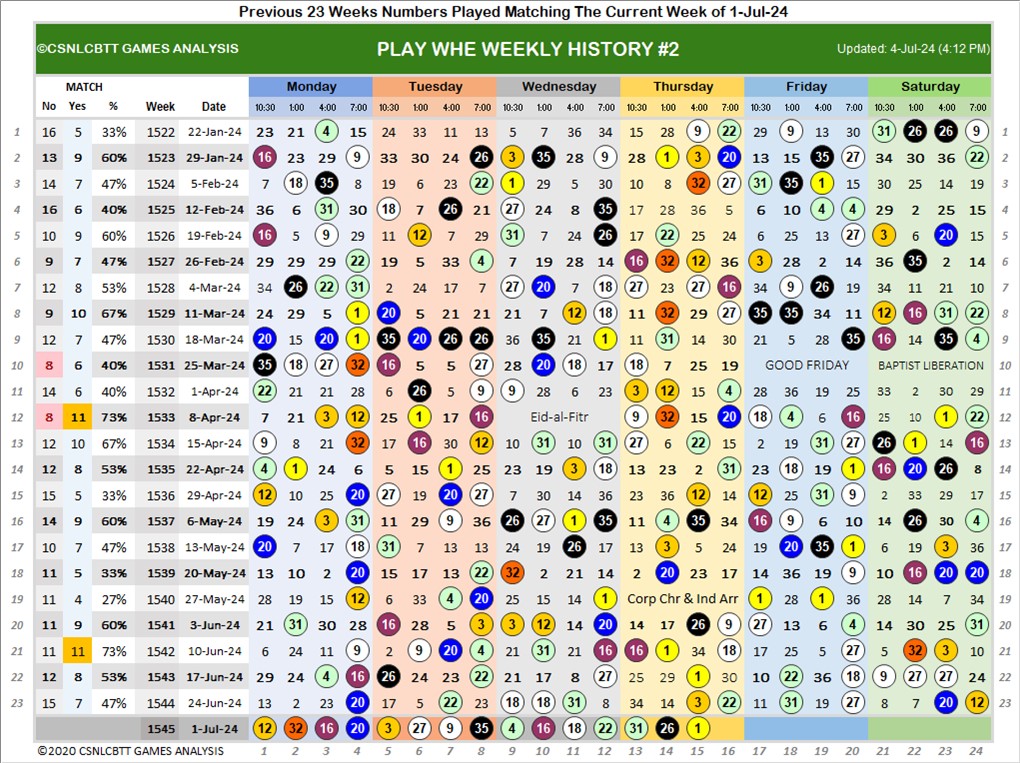 Previous 23 Weeks Numbers Played Matching The Current Week of 1-Jul-24
©CSNLCBTT GAMES ANALYSIS PLAY WHE WEEKLY HISTORY #2 Updated: 4-Jul-24 (4:12 PM)
MATCH Monday Tuesday Wednesday Thursday Friday Saturday
No Yes % Week Date 10:30 1:00 4:00 7:00 10:30 1:00 4:00 7:00 10:30 1:00 4:00 7:00 10:30 1:00 4:00 7:00 10:30 1:00 4:00 7:00 10:30 1:00 4:00 7:00
1 16 5 33% 1522 22-Jan-24 23 21 4 15 24 33 11 13 5 7 36 34 15 28 9 22 29 9 13 30 31 26 26 9 1
2 13 9 60% 1523 29-Jan-24 16 23 29 9 33 30 24 26 3 35 28 9 28 1 3 20 13 15 35 27 34 30 36 22 2
3 14 7 47% 1524 5-Feb-24 7 18 35 8 19 6 23 22 1 29 5 30 10 8 32 27 31 35 1 15 30 25 14 19 3
4 16 6 40% 1525 12-Feb-24 36 6 31 30 18 7 26 21 27 24 8 35 17 28 36 5 6 10 4 4 29 2 25 15 4
5 10 9 60% 1526 19-Feb-24 16 5 9 29 11 12 7 29 31 7 24 26 17 22 25 24 6 25 13 27 3 6 20 15 5
6 9 7 47% 1527 26-Feb-24 29 29 29 22 19 5 33 4 7 19 28 14 16 32 12 36 3 28 2 14 36 35 2 14 6
7 12 8 53% 1528 4-Mar-24 34 26 22 31 2 24 17 7 27 20 7 18 27 23 27 16 34 9 26 19 34 11 21 10 7
8 9 10 67% 1529 11-Mar-24 24 29 5 1 20 5 21 21 21 7 12 18 11 32 29 27 35 35 34 11 12 16 31 22 8
9 12 7 47% 1530 18-Mar-24 20 15 20 1 35 20 26 26 36 35 21 1 11 31 14 30 21 5 28 35 16 14 35 4 9
10 8 6 40% 1531 25-Mar-24 35 18 27 32 16 5 5 27 28 20 18 17 18 7 25 19 GOOD FRIDAY BAPTIST LIBERATION 10
11 14 6 40% 1532 1-Apr-24 22 21 21 28 6 26 5 9 9 28 6 23 3 12 15 4 28 8 36 25 33 2 30 29 11
12 8 11 73% 1533 8-Apr-24 7 21 3 12 25 1 17 16 Eid-al-Fitr 9 32 15 20 18 4 6 16 25 10 1 22 12
13 12 10 67% 1534 15-Apr-24 9 8 21 32 17 16 30 12 10 31 10 31 27 6 22 15 2 19 31 27 26 1 14 16 13
14 12 8 53% 1535 22-Apr-24 4 1 24 6 5 15 1 25 23 19 3 18 13 23 2 31 23 18 19 1 16 20 26 8 14
15 15 5 33% 1536 29-Apr-24 12 10 25 20 27 19 20 27 7 30 14 36 23 36 12 14 12 25 31 9 2 33 29 17 15
16 14 9 60% 1537 6-May-24 19 24 3 31 11 29 9 36 26 27 1 35 11 4 35 34 16 9 6 10 14 26 30 4 16
17 10 7 47% 1538 13-May-24 20 7 17 18 31 7 13 13 24 19 26 17 13 3 5 24 19 20 35 1 6 19 3 36 17
18 11 5 33% 1539 20-May-24 13 10 2 20 15 17 13 22 32 2 21 14 2 20 23 17 14 36 19 9 10 16 20 20 18
19 11 4 27% 1540 27-May-24 28 19 15 12 6 33 4 20 25 15 14 1 Corp Chr & Ind Arr 1 28 1 36 28 14 7 34 19
20 11 9 60% 1541 3-Jun-24 21 31 30 28 16 28 5 3 3 12 14 20 14 17 26 9 27 13 6 4 14 30 25 31 20
21 11 11 73% 1542 10-Jun-24 6 24 11 9 2 9 20 4 21 31 21 16 16 1 34 18 17 25 5 27 5 32 3 10 21
22 12 8 53% 1543 17-Jun-24 29 24 4 16 26 24 23 22 21 17 8 27 25 29 1 30 10 22 36 18 9 27 27 24 22
23 15 7 47% 1544 24-Jun-24 13 2 23 20 17 5 22 22 18 18 31 8 34 14 3 22 11 31 19 27 8 7 20 12 23
1545 1-Jul-24 12 32 16 20 3 27 9 35 4 16 18 22 31 26 1
©2020 CSNLCBTT GAMES ANALYSIS 1 2 3 4 5 6 7 8 9 10 11 12 13 14 15 16 17 18 19 20 21 22 23 24